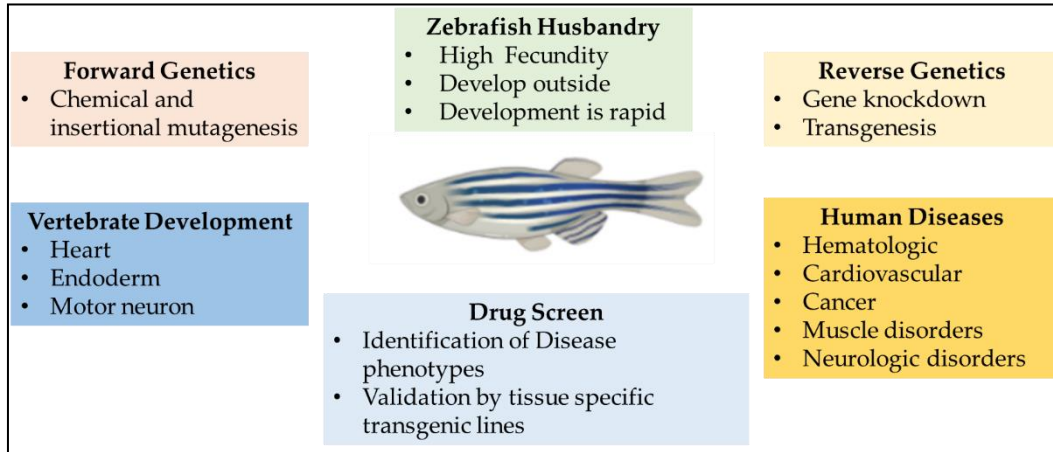 Zebrafish Husbandry
• High Fecundity
• Develop outside
• Development is rapid
Forward Genetics
• Chemical and
insertional mutagenesis
Reverse Genetics
• Gene knockdown
• Transgenesis
Vertebrate Development
• Heart
• Endoderm
• Motor neuron
Human Diseases
• Hematologic
• Cardiovascular
• Cancer
• Muscle disorders
• Neurologic disorders
Drug Screen
• Identification of Disease
phenotypes
• Validation by tissue specific
transgenic lines